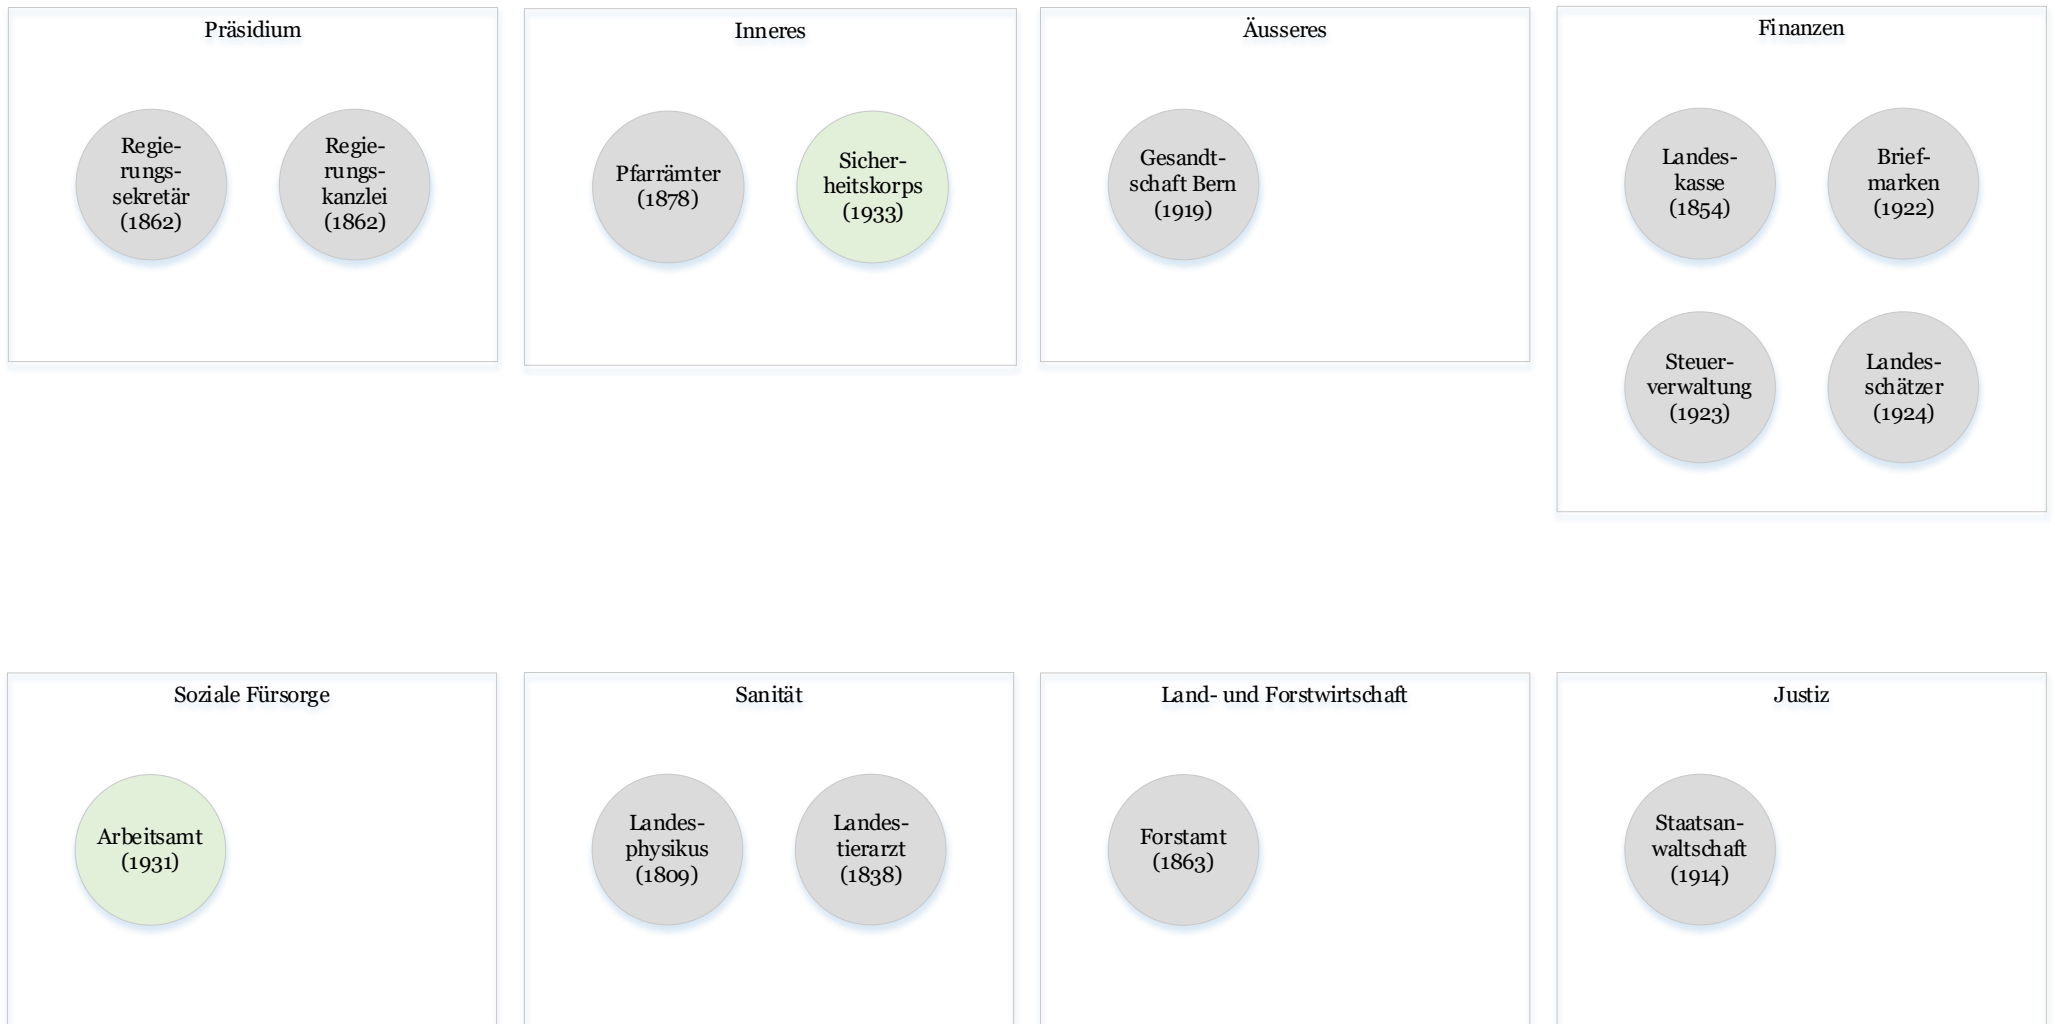 Präsidium
Regie-
rungs-
sekretär
(1862)
Regie-
rungs-
kanzlei
(1862)
Inneres
Pfarrämter
(1878)
Sicher-
heitskorps
(1933)
Äusseres
Gesandt-
schaft Bern
(1919)
Finanzen
Landes-
kasse
(1854)
Brief-
marken
(1922)
Steuer-
verwaltung
(1923)
Landes-
schätzer
(1924)
Soziale Fürsorge
Arbeitsamt
(1931)
Sanität
Landes-
physikus
(1809)
Landes-
tierarzt
(1838)
Land- und Forstwirtschaft
Forstamt
(1863)
Justiz
Staatsan-
waltschaft
(1914)